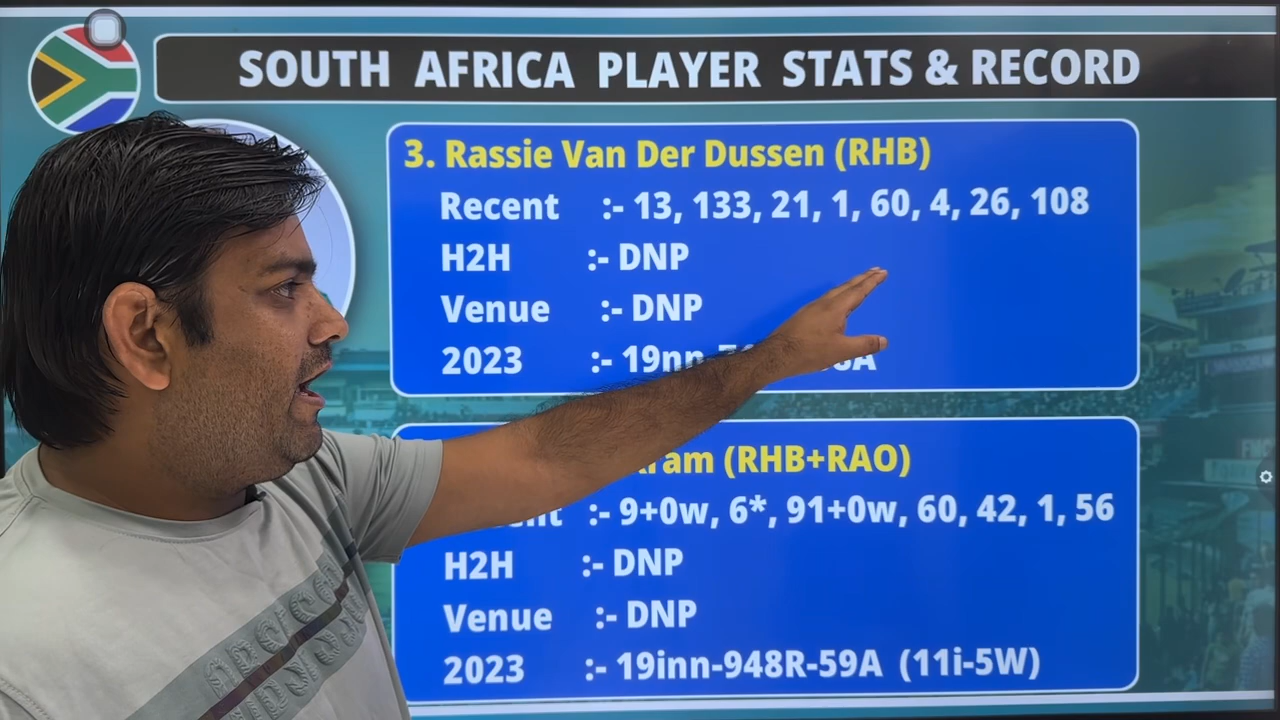 SOUTH AFRICA PLAYER STATS & RECORD
3. Rassie Van Der Dussen (RHB)
Recent :- 13, 133, 21, 1, 60, 4, 26, 108
H2H :- DNP
Venue :- DNP
2023 :- 19nn-
(RHB+RAO)
:- 9+0w, 6*, 91+0w, 60, 42, 1, 56
H2H :- DNP
Venue :- DNP
2023 :- 19inn-948R-59A (11i-5W)